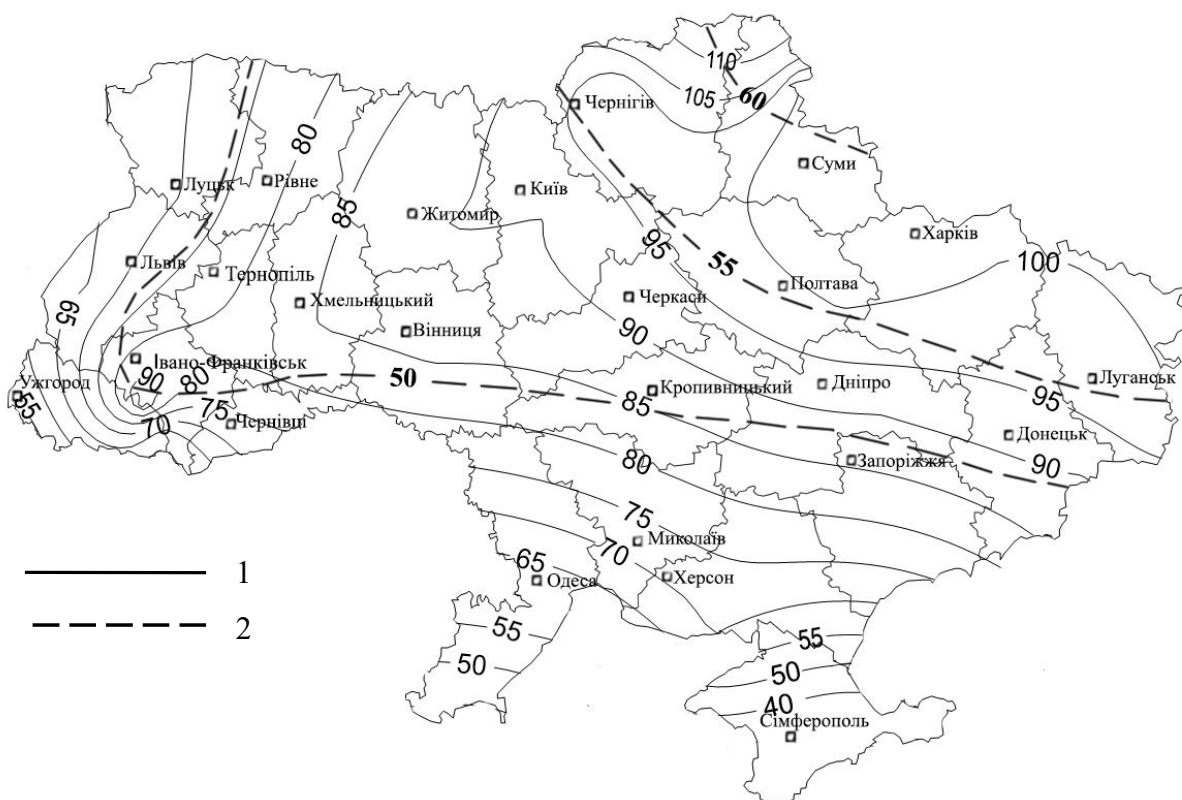 110
105
60
Чернігів
Суми
80
Луцьк
Рівне
Київ
85
Житомир
Харків
95
55
100
Львів
Тернопіль
Полтава
Хмельницький
Черкаси
65
Вінниця
90
Івано-Франківськ
Ужгород
90
80
50
Кропивницький
Дніпро
Луганськ
55
75
85
95
70
Чернівці
Донецьк
80
Запоріжжя
90
75
Миколаїв
70
1
65
Одеса
Херсон
2
55
55
50
50
40
Сімферополь